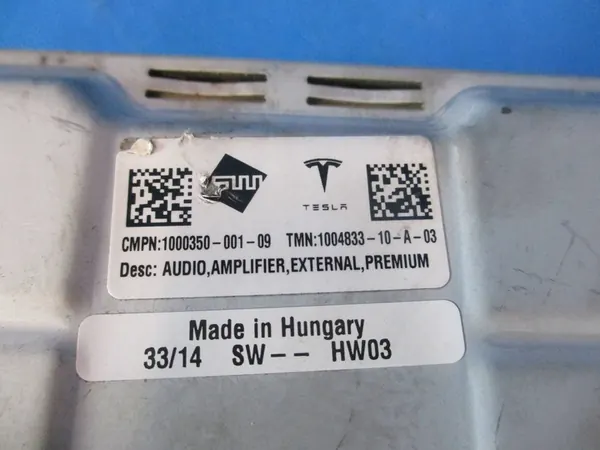 TESLA
CMPN:1000350-001-09 TMN:1004833-10-A-03
Desc: AUDIO,AMPLIFIER,EXTERNAL,PREMIUM
Made in Hungary
33/14 SW-- HW03